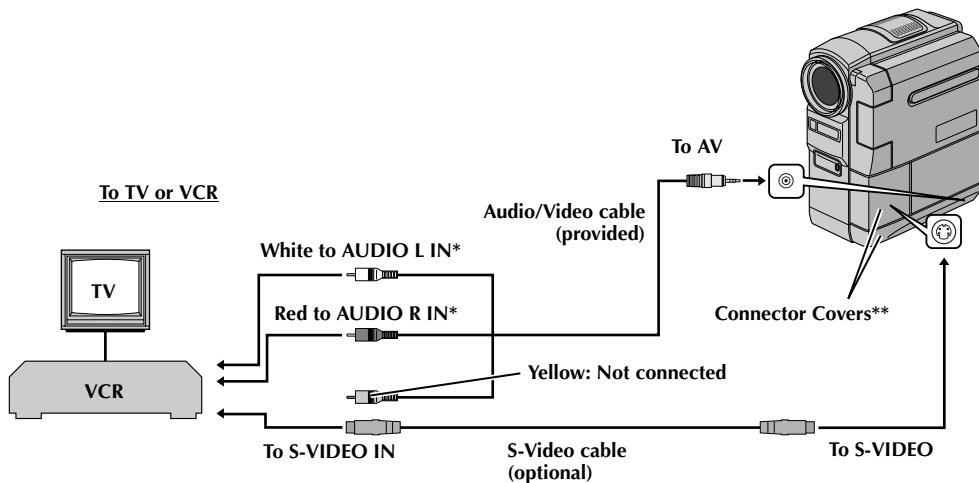 To AV
To TV or VCR
Audio/Video cable
(provided)
White to AUDIO L IN*
TV
Red to AUDIO R IN*
Connector Covers**
Yellow: Not connected
VCR
To S-VIDEO IN
S-Video cable
(optional)
To S-VIDEO